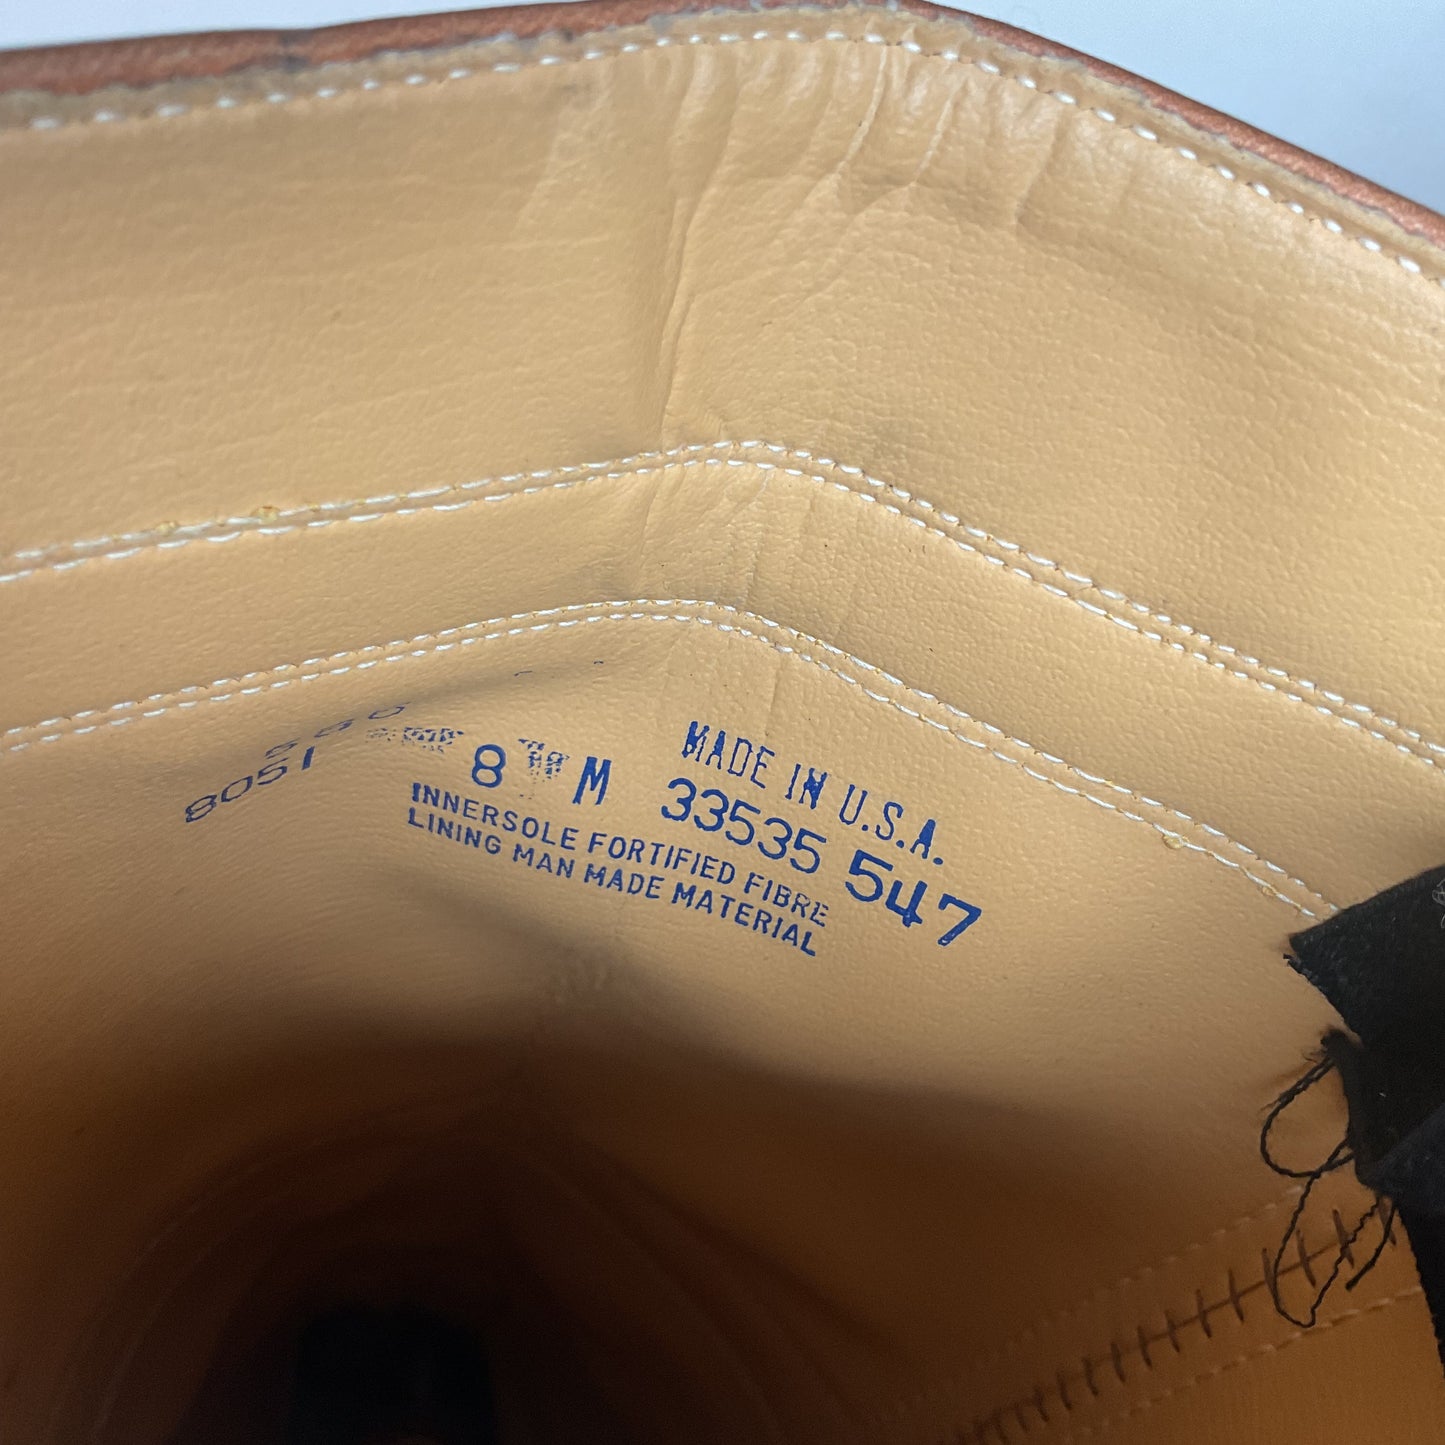 MADE IN U.S.A.
8 M 33535 547
INNERSOLE FORTIFIED FIBRE
LINING MAN MADE MATERIAL
8051